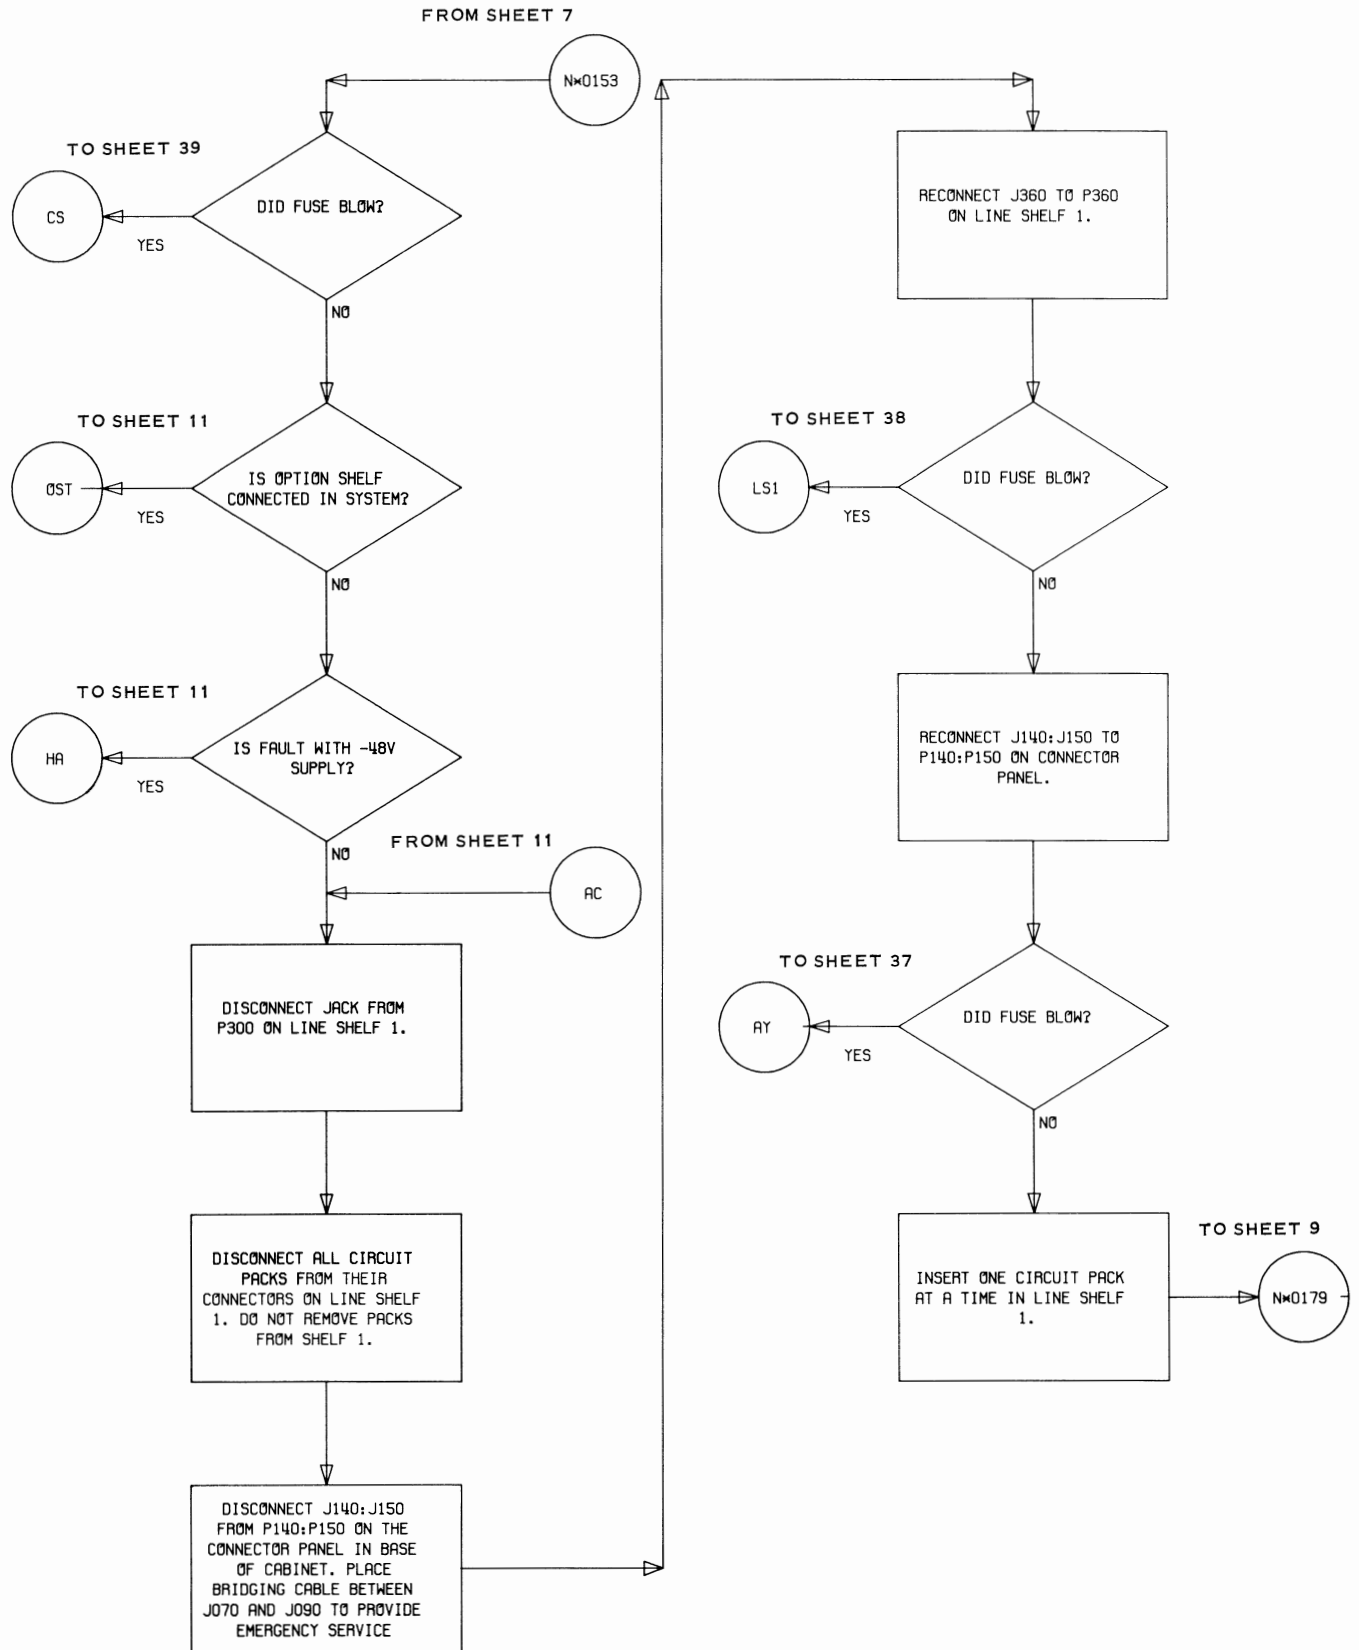 FROM SHEET 7
N*0153
TO SHEET 39
CS
YES
DID FUSE BLOW?
NO
TO SHEET 11
OST
YES
IS OPTION SHELF
CONNECTED IN SYSTEM?
NO
TO SHEET 11
HA
YES
IS FAULT WITH -48V
SUPPLY?
NO
FROM SHEET 11
AC
DISCONNECT JACK FROM
P300 ON LINE SHELF 1.
DISCONNECT ALL CIRCUIT
PACKS FROM THEIR
CONNECTORS ON LINE SHELF
1. DO NOT REMOVE PACKS
FROM SHELF 1.
DISCONNECT J140:J150
FROM P140:P150 ON THE
CONNECTOR PANEL IN BASE
OF CABINET. PLACE
BRIDGING CABLE BETWEEN
J070 AND J090 TO PROVIDE
EMERGENCY SERVICE
RECONNECT J360 TO P360
ON LINE SHELF 1.
TO SHEET 38
LS1
YES
DID FUSE BLOW?
NO
RECONNECT J140:J150 TO
P140:P150 ON CONNECTOR
PANEL.
TO SHEET 37
AY
YES
DID FUSE BLOW?
NO
INSERT ONE CIRCUIT PACK
AT A TIME IN LINE SHELF
1.
TO SHEET 9
N*0179